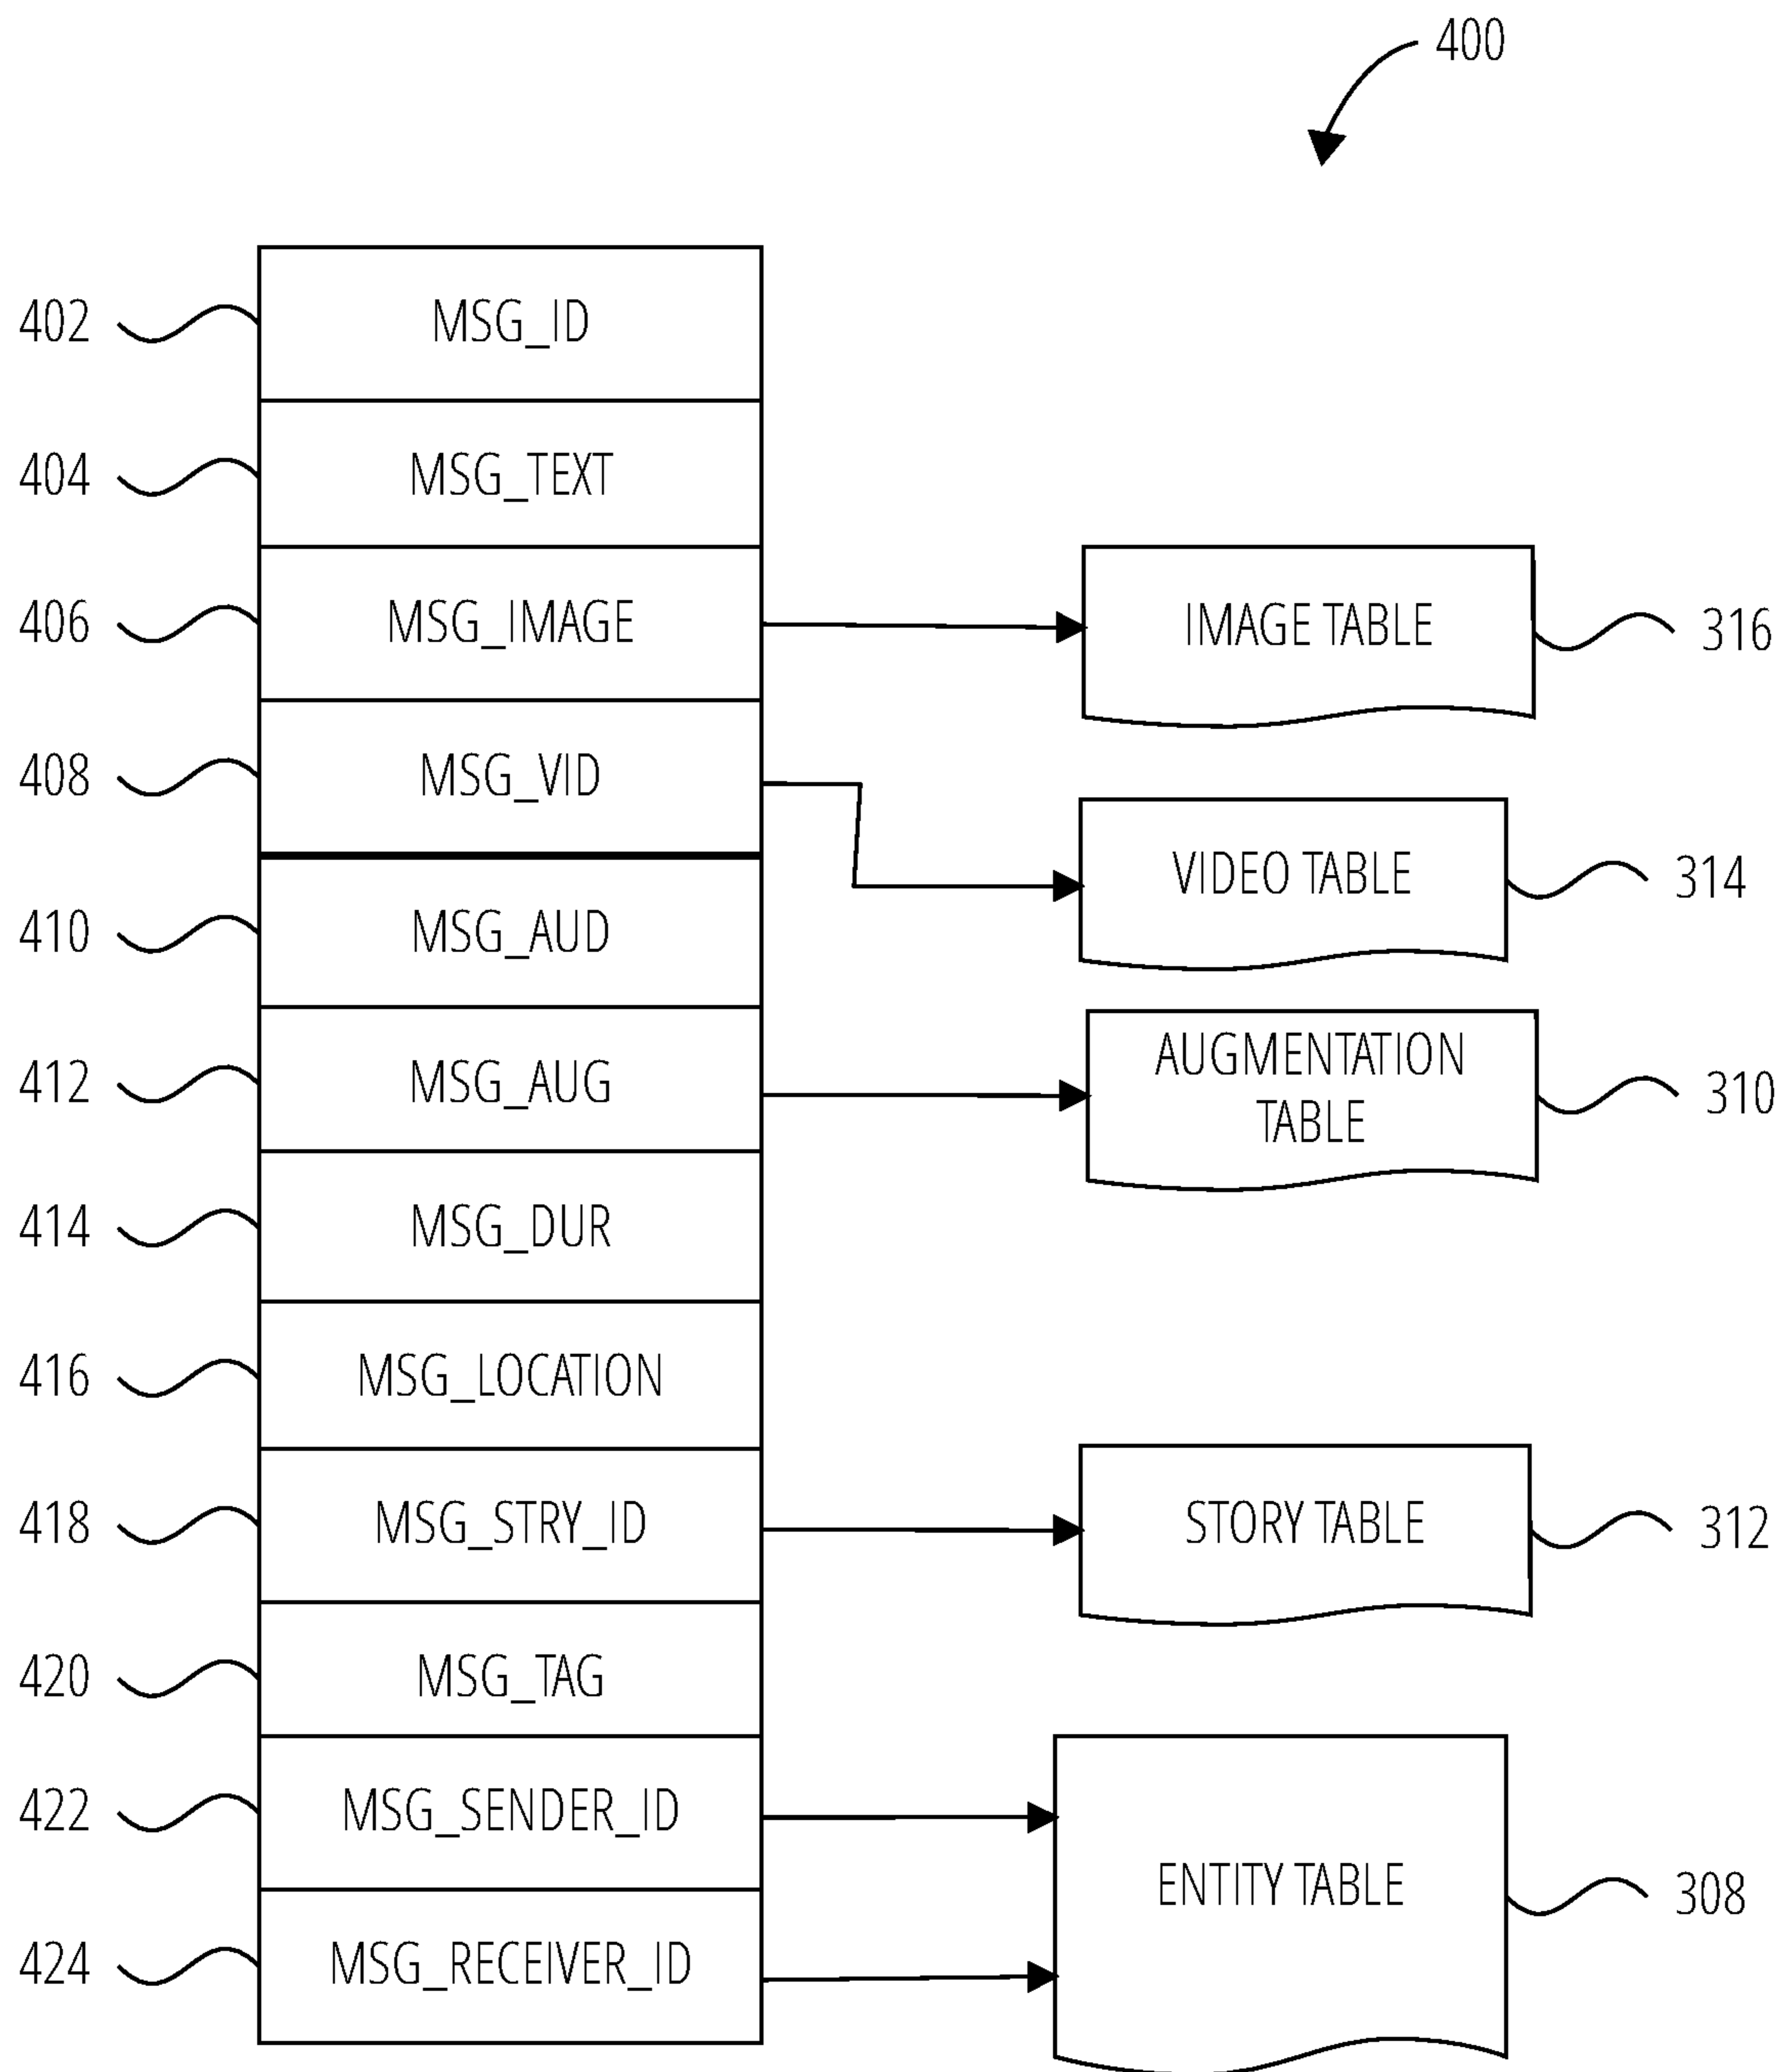 400
402 MSG_ID
404 MSG_TEXT
406 MSG_IMAGE IMAGE TABLE 316
408 MSG_VID VIDEO TABLE 314
410 MSG_AUD
412 MSG_AUG AUGMENTATION
TABLE 310
414 MSG_DUR
416 MSG_LOCATION
418 MSG_STRY_ID STORY TABLE 312
420 MSG_TAG
422 MSG_SENDER_ID
ENTITY TABLE 308
424 MSG_RECEIVER_ID